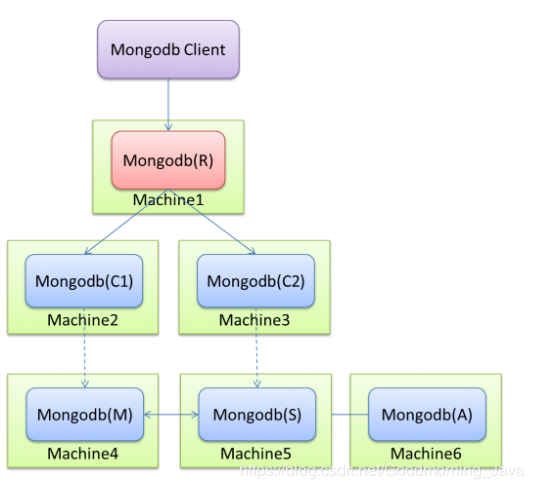 Mongodb Client
Mongodb(R)
Machine1
Mongodb(C1)
Mongodb(C2)
Machine2
Machine3
Mongodb(M)
Mongodb(S)
Mongodb(A)
Machine4
Machine5
Machine6
https://blog.csdn.net/Goodmorning_Java